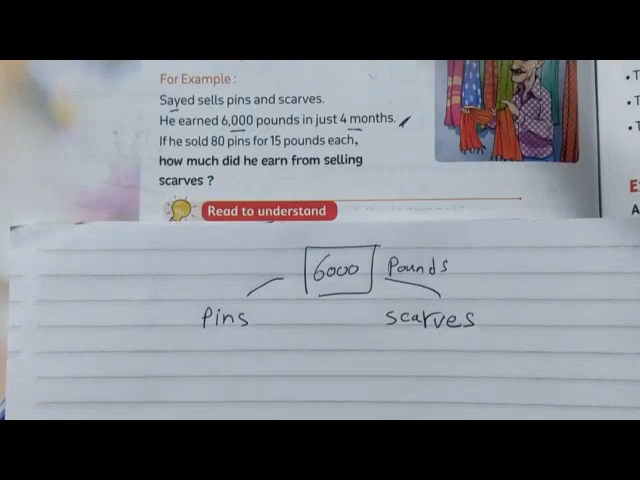 For Example :
Sayed sells pins and scarves.
He earned 6,000 pounds in just 4 months.
If he sold 80 pins for 15 pounds each,
how much did he earn from selling
scarves ?
Read to understand
6000 Pounds
Pins scarves